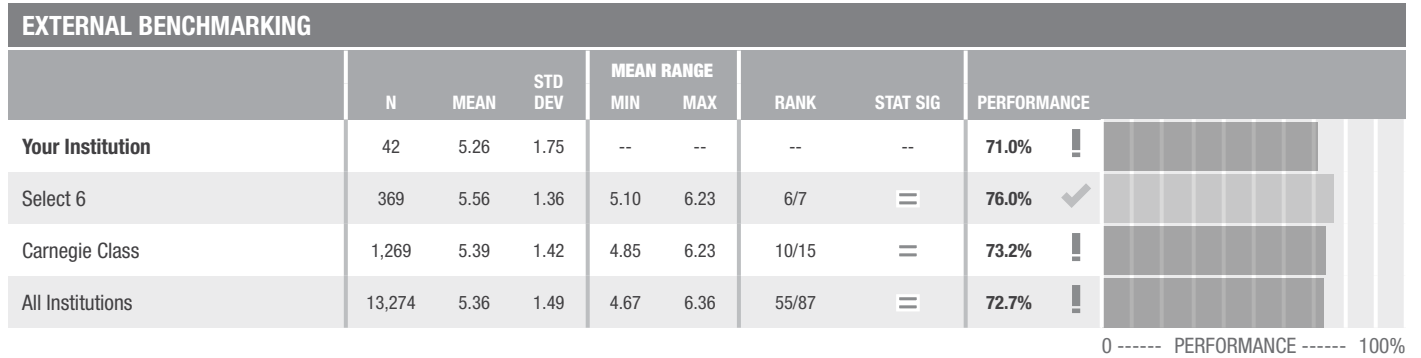 EXTERNAL BENCHMARKING
N MEAN STD DEV MEAN RANGE MIN MAX RANK STAT SIG PERFORMANCE
Your Institution 42 5.26 1.75 -- -- -- -- 71.0% !
Select 6 369 5.56 1.36 5.10 6.23 6/7 = 76.0% ✓
Carnegie Class 1,269 5.39 1.42 4.85 6.23 10/15 = 73.2% !
All Institutions 13,274 5.36 1.49 4.67 6.36 55/87 = 72.7% !
0 ------ PERFORMANCE ------ 100%